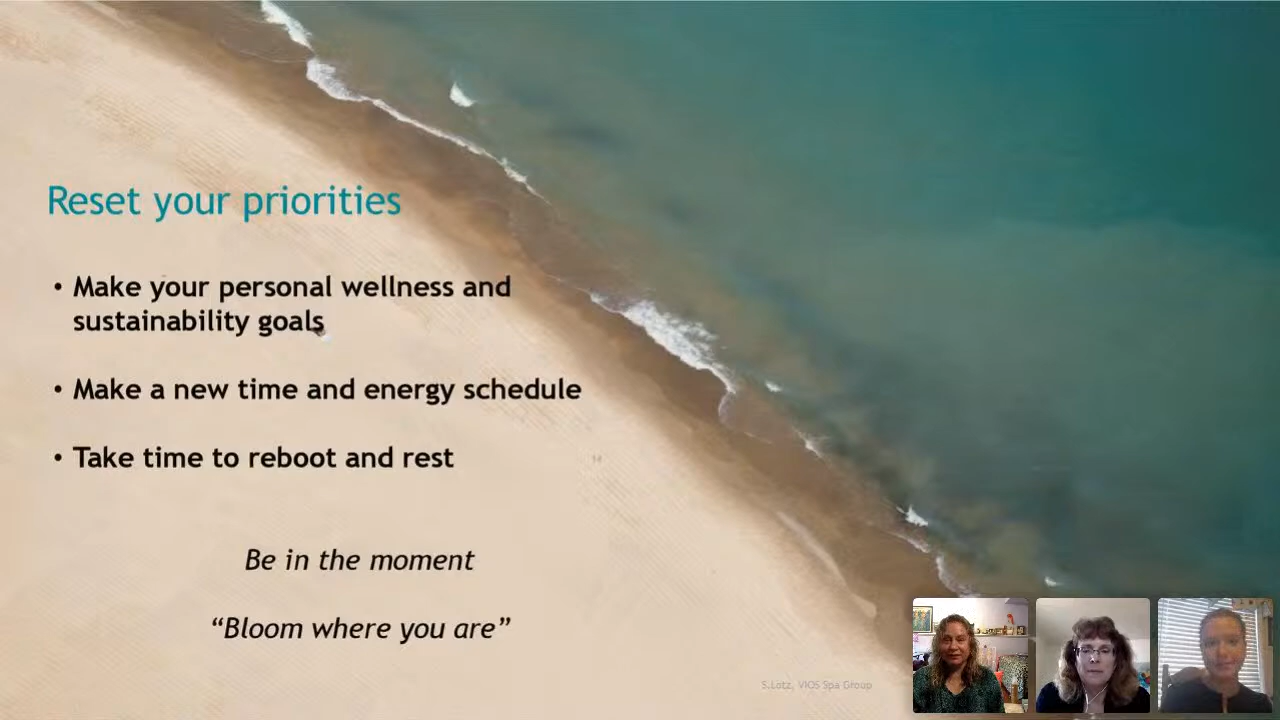 Reset your priorities
• Make your personal wellness and
sustainability goals
• Make a new time and energy schedule
• Take time to reboot and rest
Be in the moment
“Bloom where you are”
S.Lotz, VIOS Spa Group